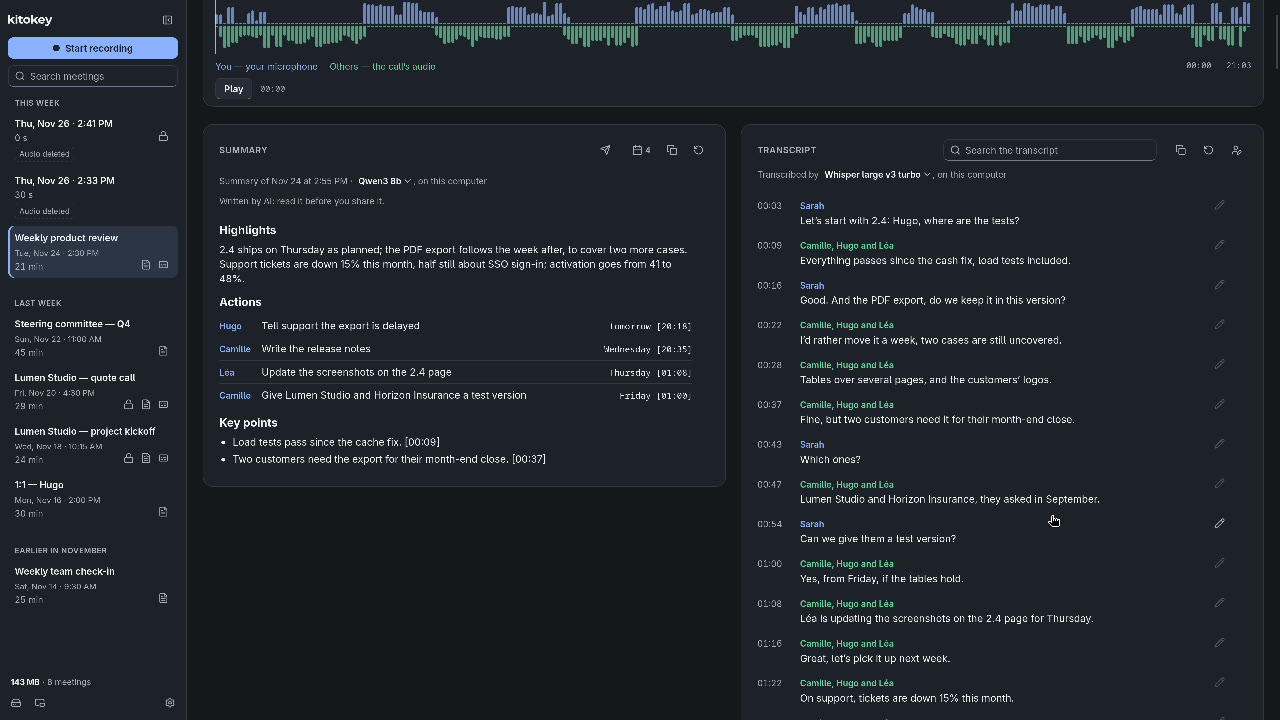 kitokey
Start recording
Search meetings
THIS WEEK
Thu, Nov 26 · 2:41 PM
0 s
Audio deleted
Thu, Nov 26 · 2:33 PM
30 s
Audio deleted
Weekly product review
Tue, Nov 24 · 2:30 PM
21 min
LAST WEEK
Steering committee — Q4
Sun, Nov 22 · 11:00 AM
45 min
Lumen Studio — quote call
Fri, Nov 20 · 4:30 PM
29 min
Lumen Studio — project kickoff
Wed, Nov 18 · 10:15 AM
24 min
1:1 — Hugo
Mon, Nov 16 · 2:00 PM
30 min
EARLIER IN NOVEMBER
Weekly team check-in
Sat, Nov 14 · 9:30 AM
25 min
143 MB · 8 meetings
You — your microphone Others — the call's audio
00:00 21:03
Play 00:00
SUMMARY
4
Summary of Nov 24 at 2:55 PM · Qwen3 8b , on this computer
Written by AI: read it before you share it.
Highlights
2.4 ships on Thursday as planned; the PDF export follows the week after, to cover two more cases.
Support tickets are down 15% this month, half still about SSO sign-in; activation goes from 41 to
48%.
Actions
Hugo Tell support the export is delayed tomorrow [20:18]
Camille Write the release notes Wednesday [20:35]
Léa Update the screenshots on the 2.4 page Thursday [01:08]
Camille Give Lumen Studio and Horizon Insurance a test version Friday [01:00]
Key points
• Load tests pass since the cache fix. [00:09]
• Two customers need the export for their month-end close. [00:37]
TRANSCRIPT
Search the transcript
Transcribed by Whisper large v3 turbo , on this computer
00:03 Sarah
Let's start with 2.4: Hugo, where are the tests?
00:09 Camille, Hugo and Léa
Everything passes since the cash fix, load tests included.
00:16 Sarah
Good. And the PDF export, do we keep it in this version?
00:22 Camille, Hugo and Léa
I'd rather move it a week, two cases are still uncovered.
00:28 Camille, Hugo and Léa
Tables over several pages, and the customers' logos.
00:37 Camille, Hugo and Léa
Fine, but two customers need it for their month-end close.
00:43 Sarah
Which ones?
00:47 Camille, Hugo and Léa
Lumen Studio and Horizon Insurance, they asked in September.
00:54 Sarah
Can we give them a test version?
01:00 Camille, Hugo and Léa
Yes, from Friday, if the tables hold.
01:08 Camille, Hugo and Léa
Léa is updating the screenshots on the 2.4 page for Thursday.
01:16 Camille, Hugo and Léa
Great, let's pick it up next week.
01:22 Camille, Hugo and Léa
On support, tickets are down 15% this month.